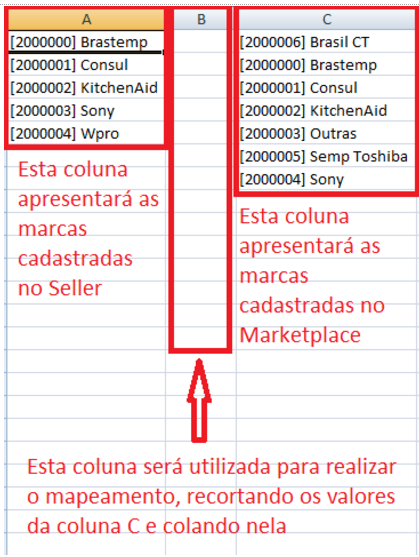 A B C
[2000000] Brastemp [2000006] Brasil CT
[2000001] Consul [2000000] Brastemp
[2000002] KitchenAid [2000001] Consul
[2000003] Sony [2000002] KitchenAid
[2000004] Wpro [2000003] Outras
[2000005] Semp Toshiba
[2000004] Sony
Esta coluna
apresentará as
marcas
cadastradas
no Seller
Esta coluna
apresentará as
marcas
cadastradas no
Marketplace
Esta coluna será utilizada para realizar
o mapeamento, recortando os valores
da coluna C e colando nela